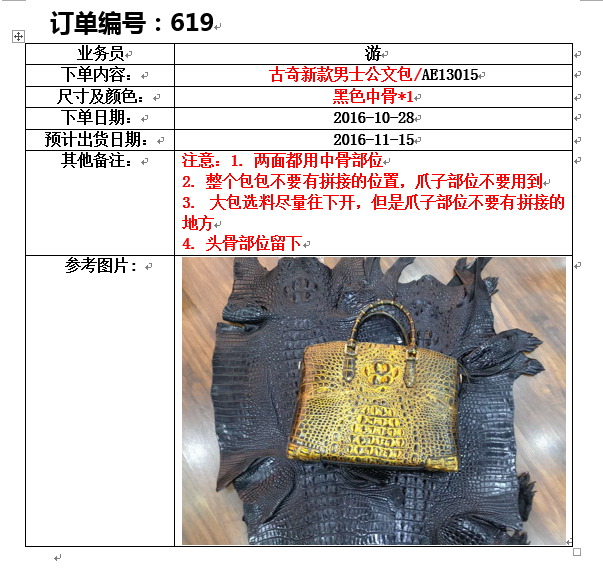 订单编号：619
业务员 游
下单内容： 古奇新款男士公文包/AE13015
尺寸及颜色： 黑色中骨*1
下单日期： 2016-10-28
预计出货日期： 2016-11-15
其他备注： 注意：1. 两面都用中骨部位
2. 整个包包不要有拼接的位置，爪子部位不要用到
3. 大包选料尽量往下开，但是爪子部位不要有拼接的
地方
4. 头骨部位留下
参考图片：